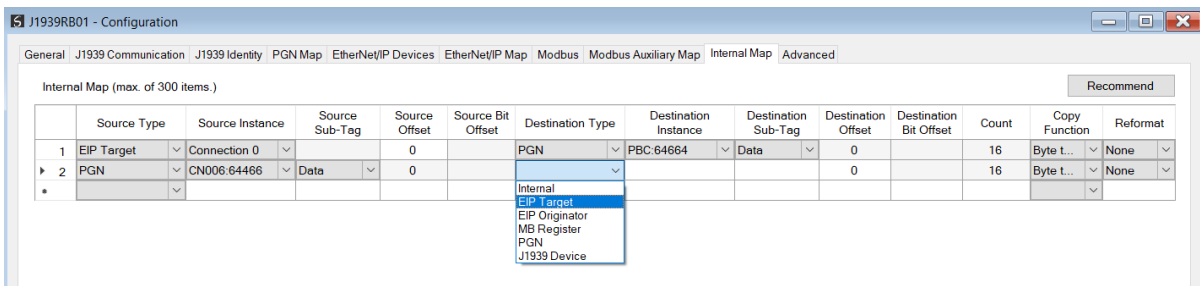 J1939RB01 - Configuration
General J1939 Communication J1939 Identity PGN Map EtherNet/IP Devices EtherNet/IP Map Modbus Modbus Auxiliary Map Internal Map Advanced
Internal Map (max. of 300 items.)
Recommend
Source Type Source Instance Source Sub-Tag Source Offset Source Bit Offset Destination Type Destination Instance Destination Sub-Tag Destination Offset Destination Bit Offset Count Copy Function Reformat
1 EIP Target Connection 0 0 PGN PBC:64664 Data 0 16 Byte t... None
2 PGN CN006:64466 Data 0 0 16 Byte t... None
Internal
EIP Target
EIP Originator
MB Register
PGN
J1939 Device